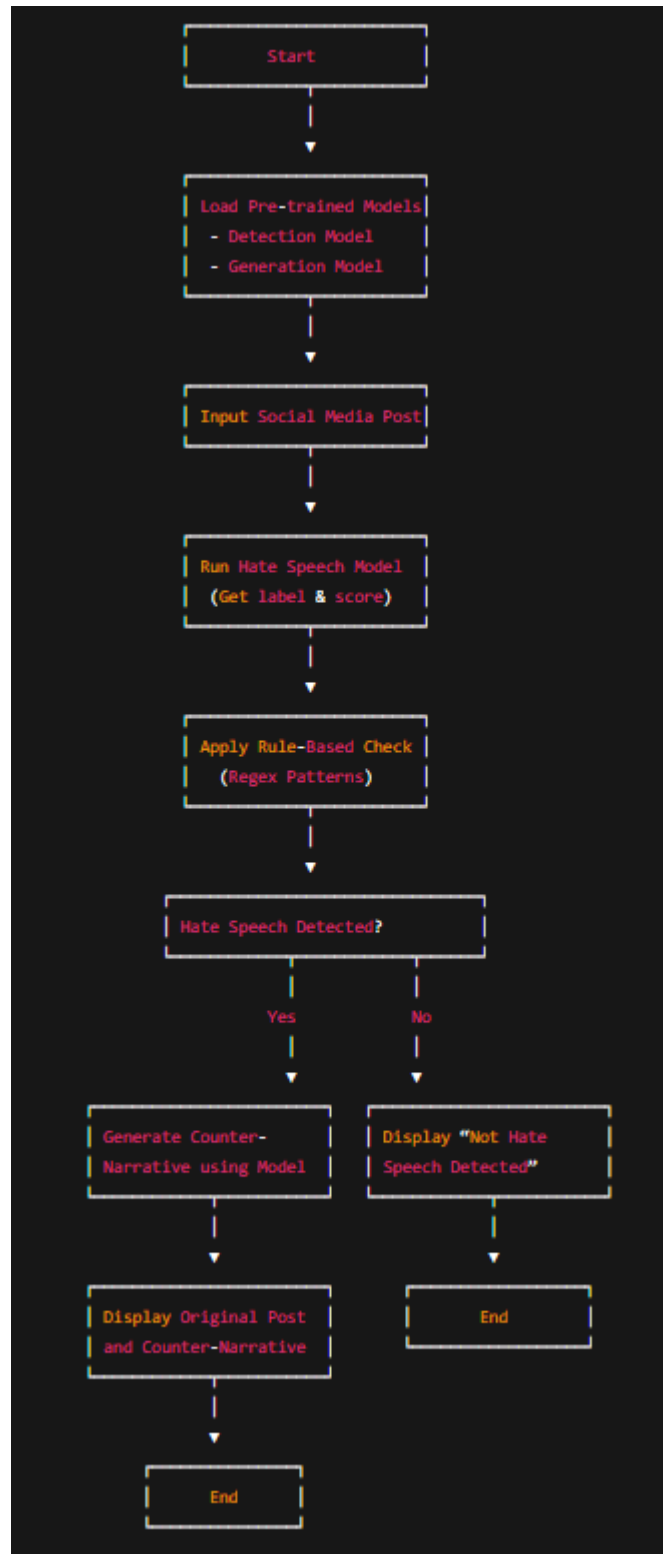 Start
Load Pre-trained Models
- Detection Model
- Generation Model
Input Social Media Post
Run Hate Speech Model
(Get label & score)
Apply Rule-Based Check
(Regex Patterns)
Hate Speech Detected?
Yes
No
Generate Counter-
Narrative using Model
Display “Not Hate
Speech Detected”
Display Original Post
and Counter-Narrative
End
End